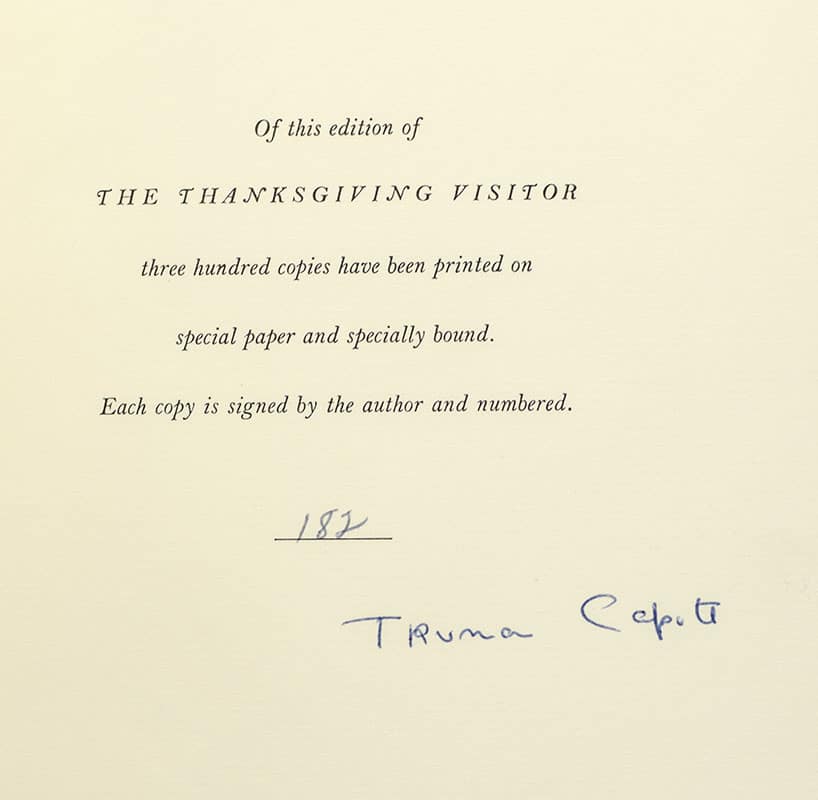 Of this edition of
THE THANKSGIVING VISITOR
three hundred copies have been printed on
special paper and specially bound.
Each copy is signed by the author and numbered.
182
Truman Capote